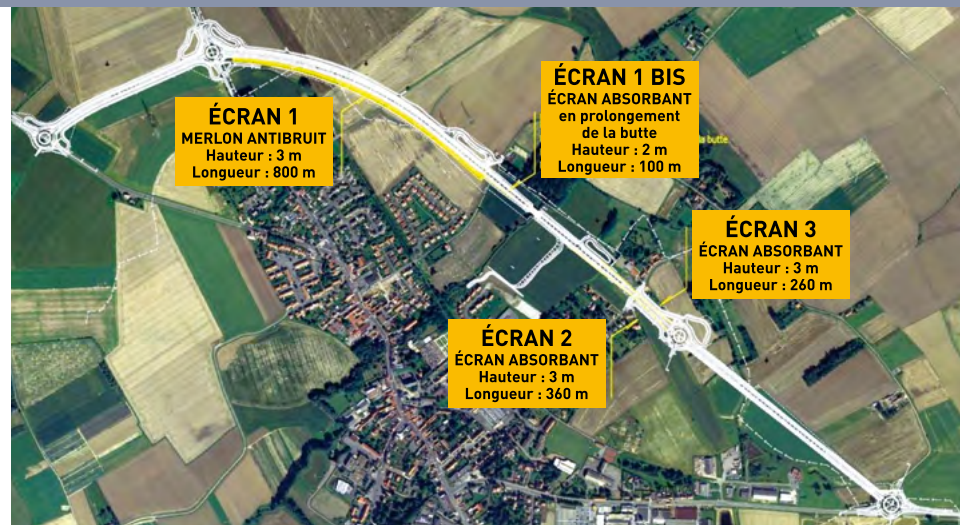 ÉCRAN 1
MERLON ANTIBRUIT
Hauteur : 3 m
Longueur : 800 m
ÉCRAN 1 BIS
ÉCRAN ABSORBANT
en prolongement
de la butte
Hauteur : 2 m
Longueur : 100 m
la butte
ÉCRAN 3
ÉCRAN ABSORBANT
Hauteur : 3 m
Longueur : 260 m
ÉCRAN 2
ÉCRAN ABSORBANT
Hauteur : 3 m
Longueur : 360 m